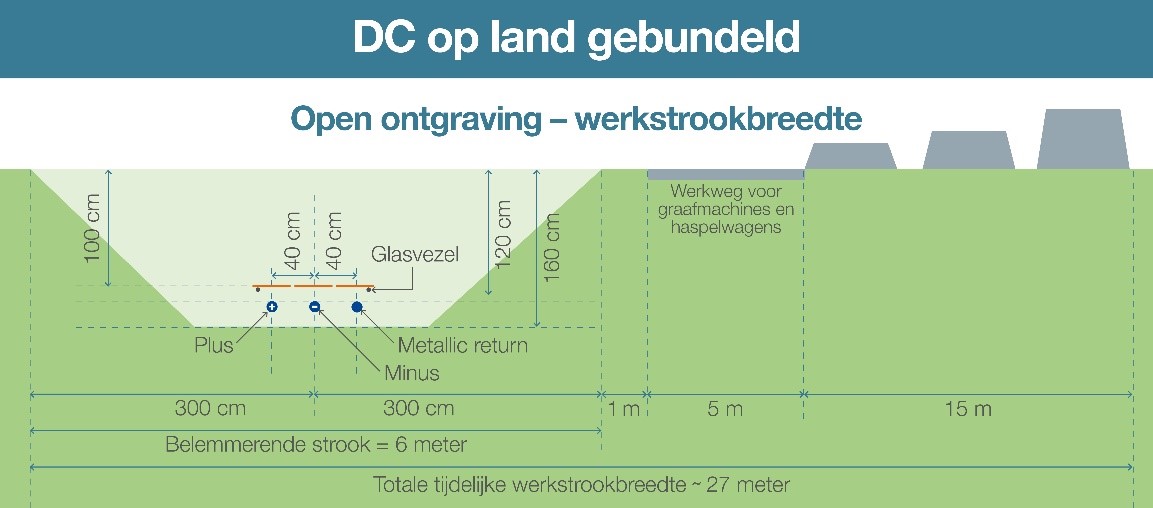 DC op land gebundeld
Open ontgraving – werkstrookbreedte
100 cm
40 cm
40 cm
Glasvezel
120 cm
160 cm
Werkweg voor
graafmachines en
haspelwagens
Plus
Metallic return
Minus
300 cm
300 cm
1 m
5 m
15 m
Belemmerende strook = 6 meter
Totale tijdelijke werkstrookbreedte ~ 27 meter